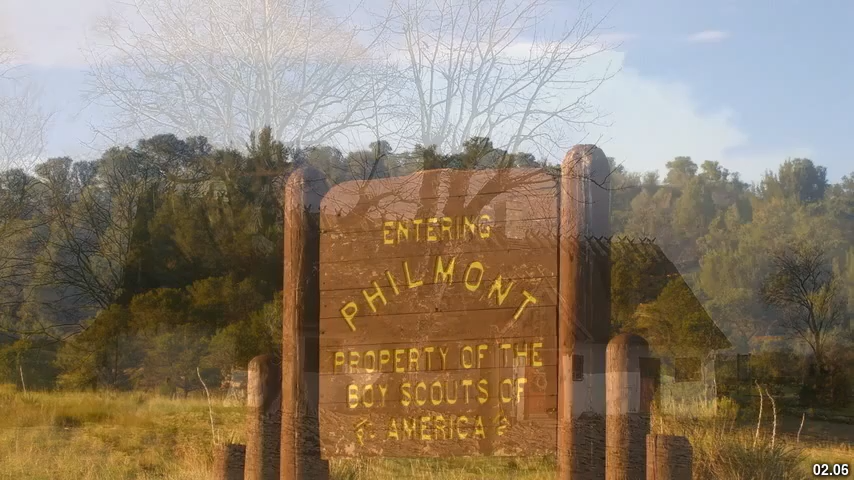 ENTERING
PHILMONT
PROPERTY OF THE
BOY SCOUTS OF
AMERICA
02.06